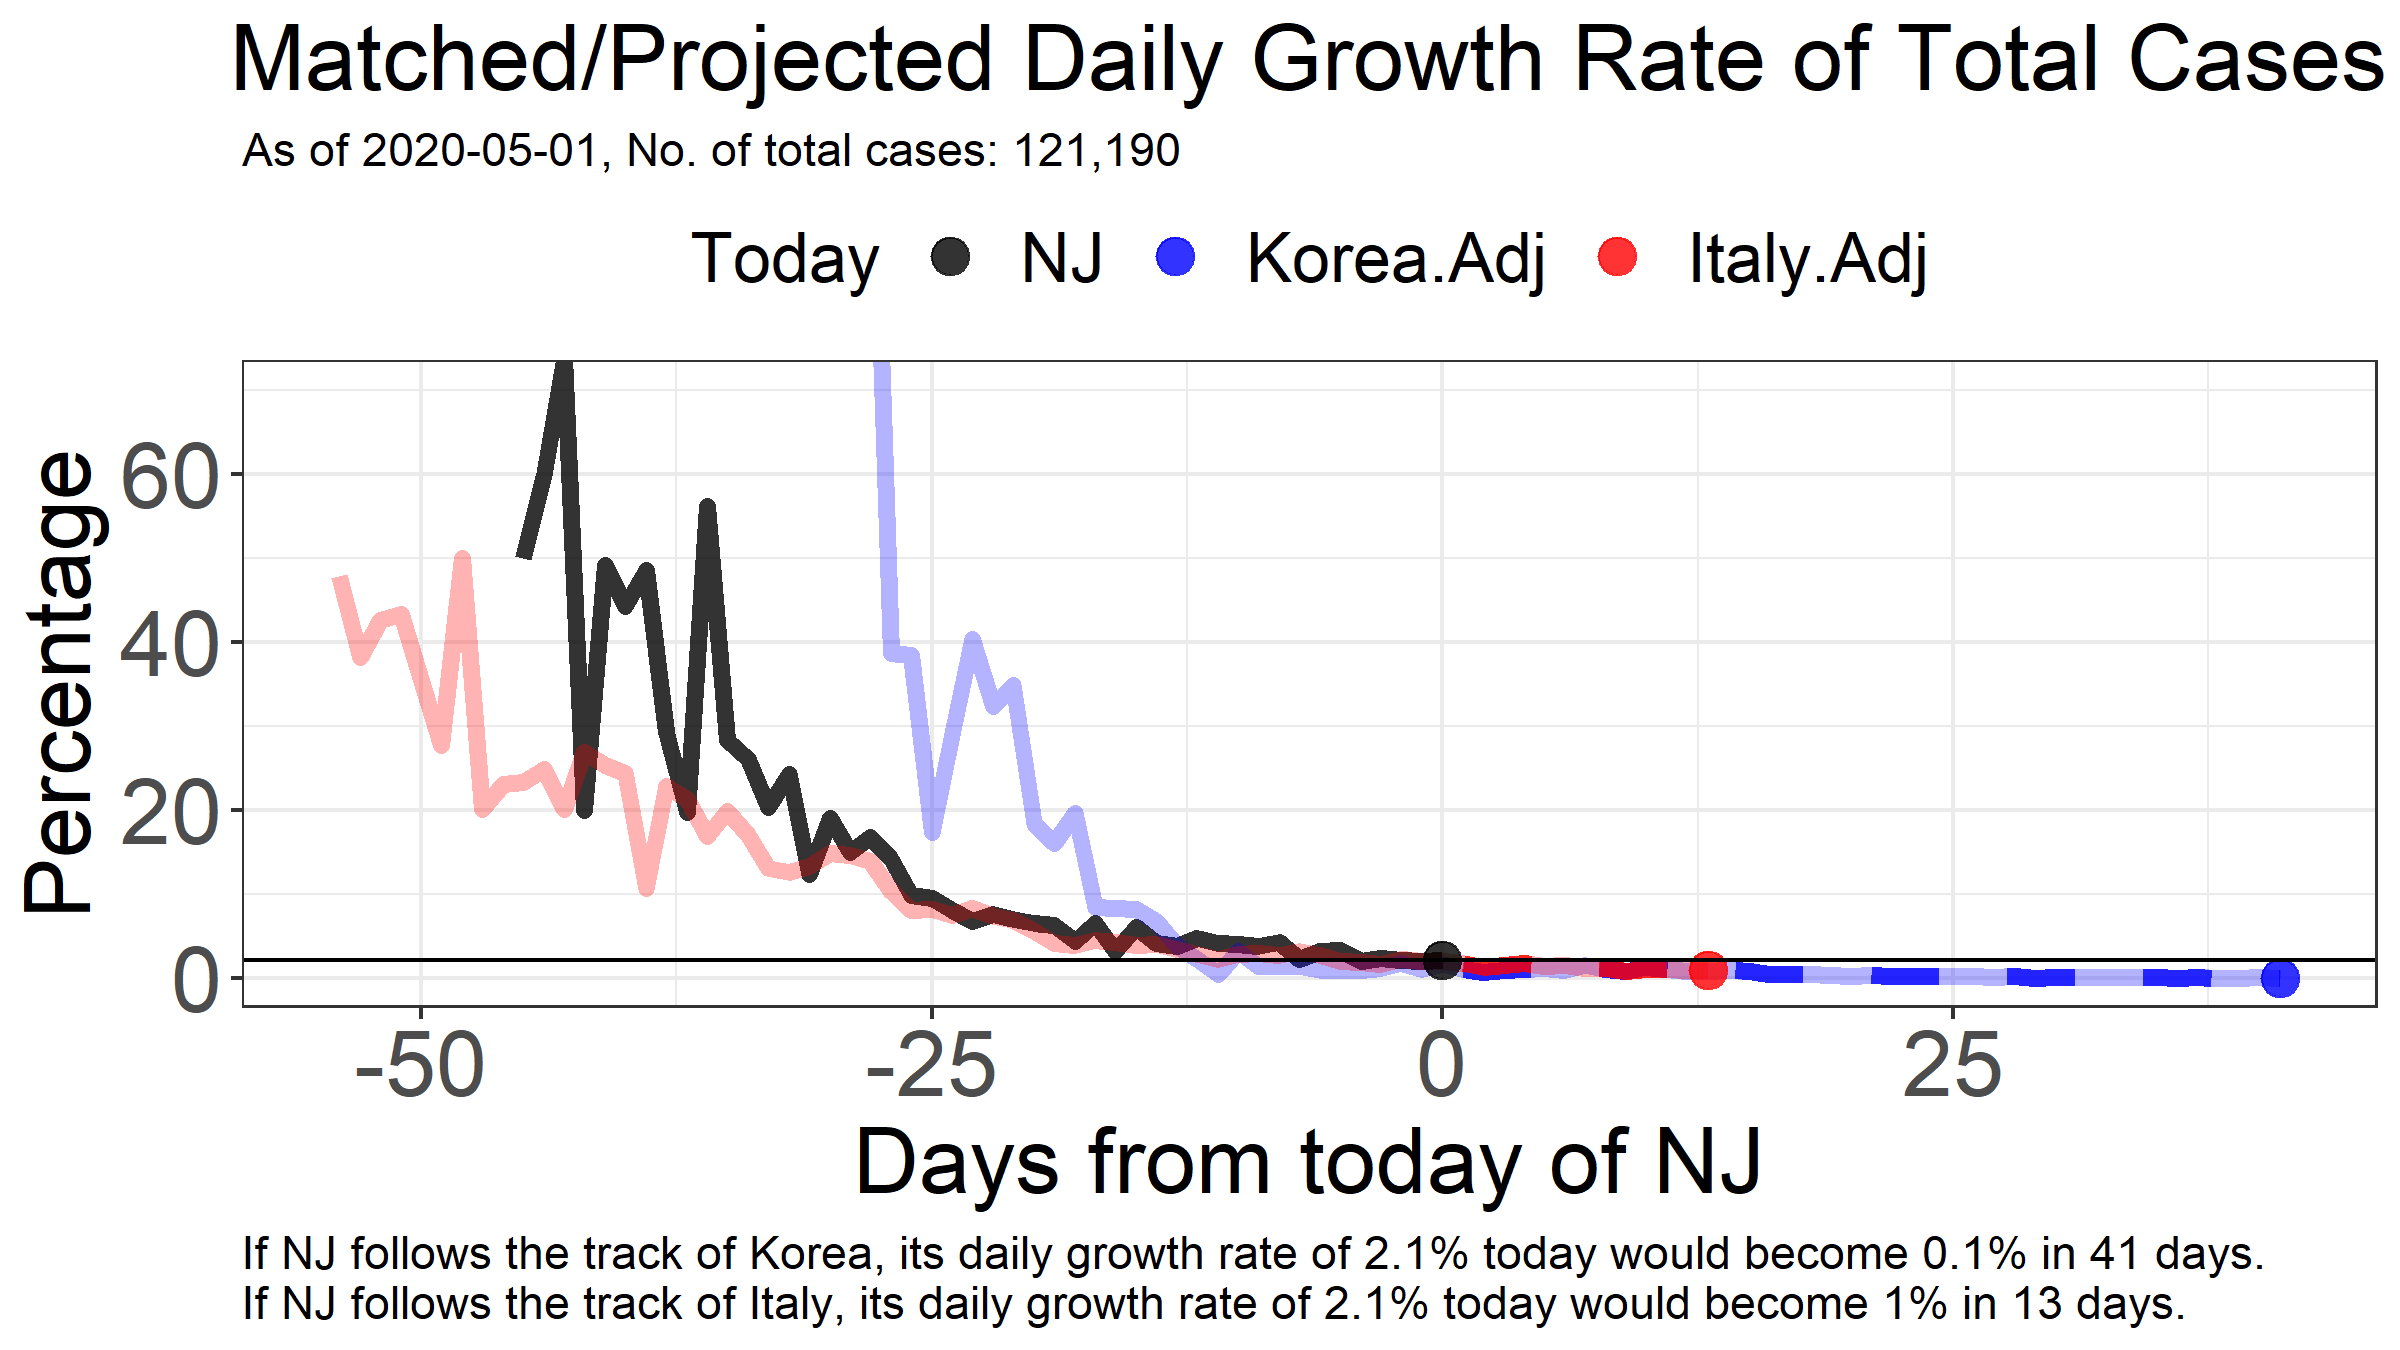 Matched/Projected Daily Growth Rate of Total Cases
As of 2020-05-01, No. of total cases: 121,190
Today NJ Korea.Adj Italy.Adj
Percentage
60
40
20
0
-50 -25 0 25
Days from today of NJ
If NJ follows the track of Korea, its daily growth rate of 2.1% today would become 0.1% in 41 days.
If NJ follows the track of Italy, its daily growth rate of 2.1% today would become 1% in 13 days.